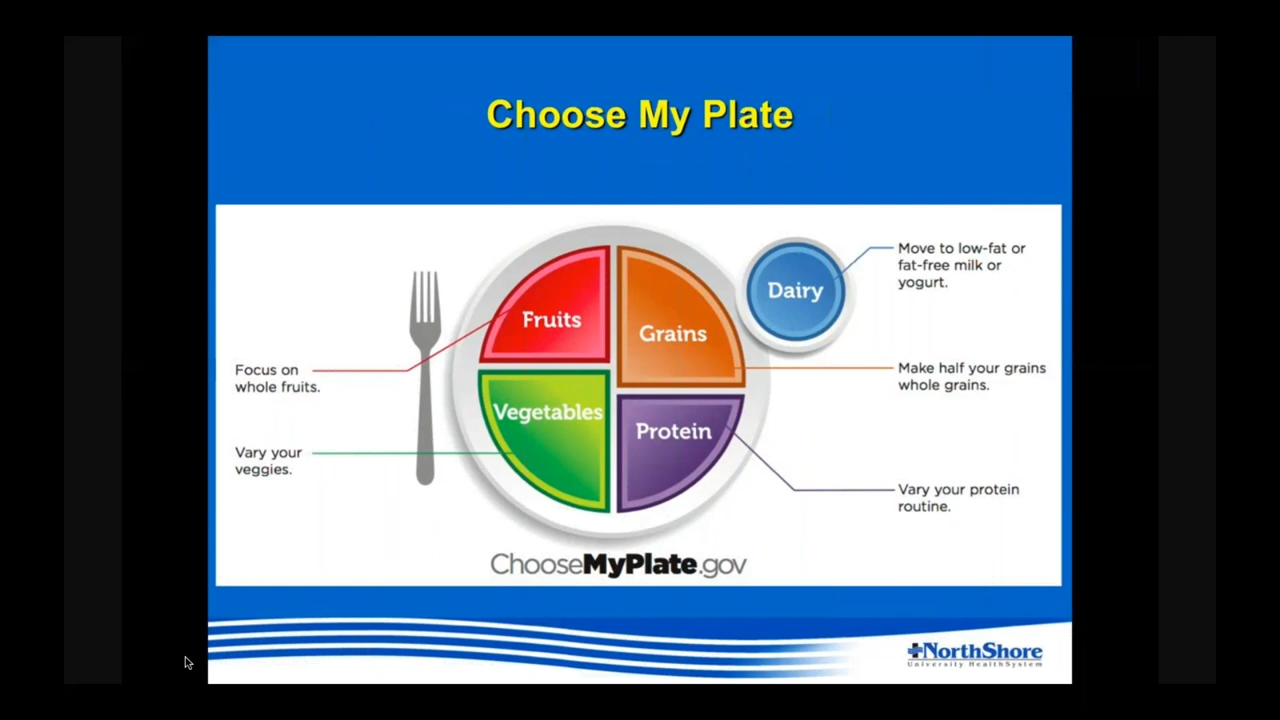 Choose My Plate
Move to low-fat or
fat-free milk or
yogurt.
Dairy
Fruits
Grains
Focus on
whole fruits.
Make half your grains
whole grains.
Vegetables
Protein
Vary your
veggies.
Vary your protein
routine.
ChooseMyPlate.gov
NorthShore
University HealthSystem